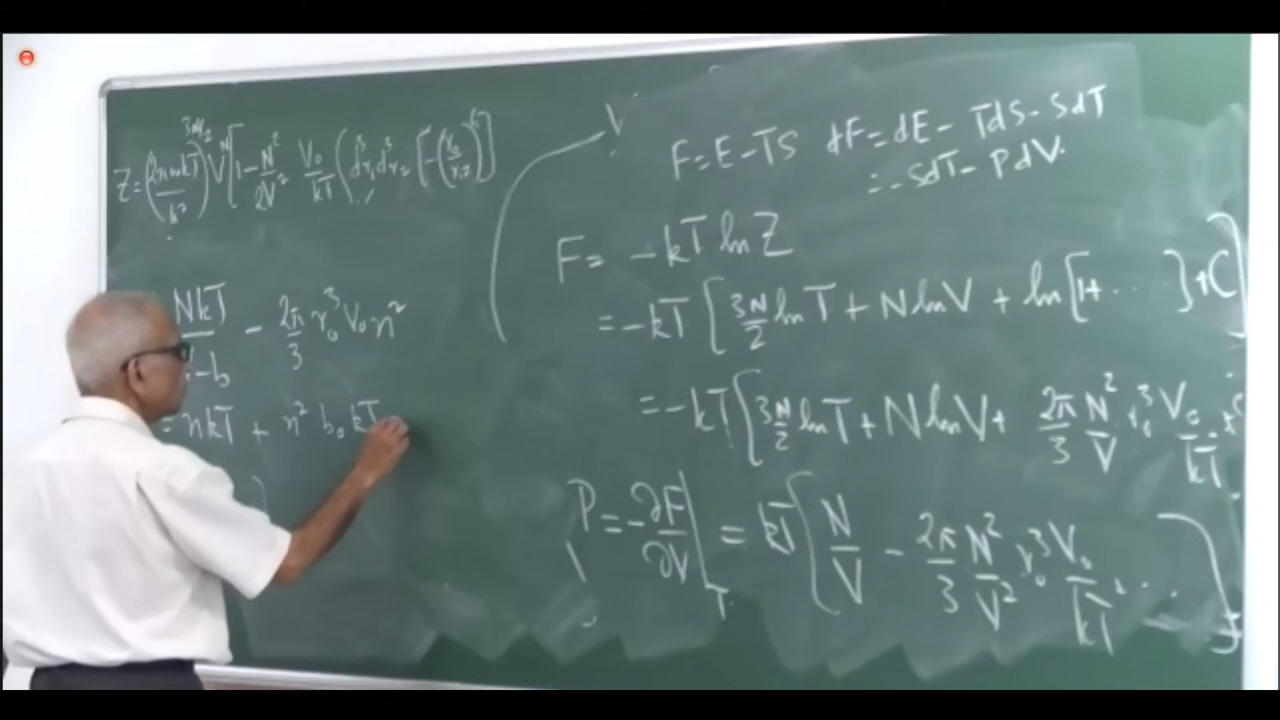 Z = (2πmkT/h²)^{3N/2} V^N [1 - N²/2V² V₀/kT ∫d³r₁ d³r₂ [-(r₀/r₁₂)⁶]]
NkT/-b - 2π/3 r₀³ V₀ n²
= nkT + n² b₀ kT
V
F = E - TS dF = dE - TdS - SdT
= -SdT - PdV.
F = -kT ln Z
= -kT [3N/2 ln T + N ln V + ln [1+ ... ] + C]
= -kT [3N/2 ln T + N ln V + 2π/3 N²/V r₀³ V₀/kT +
P = -∂F/∂V|_T = kT [N/V - 2π/3 N²/V² r₀³ V₀/kT + ...]